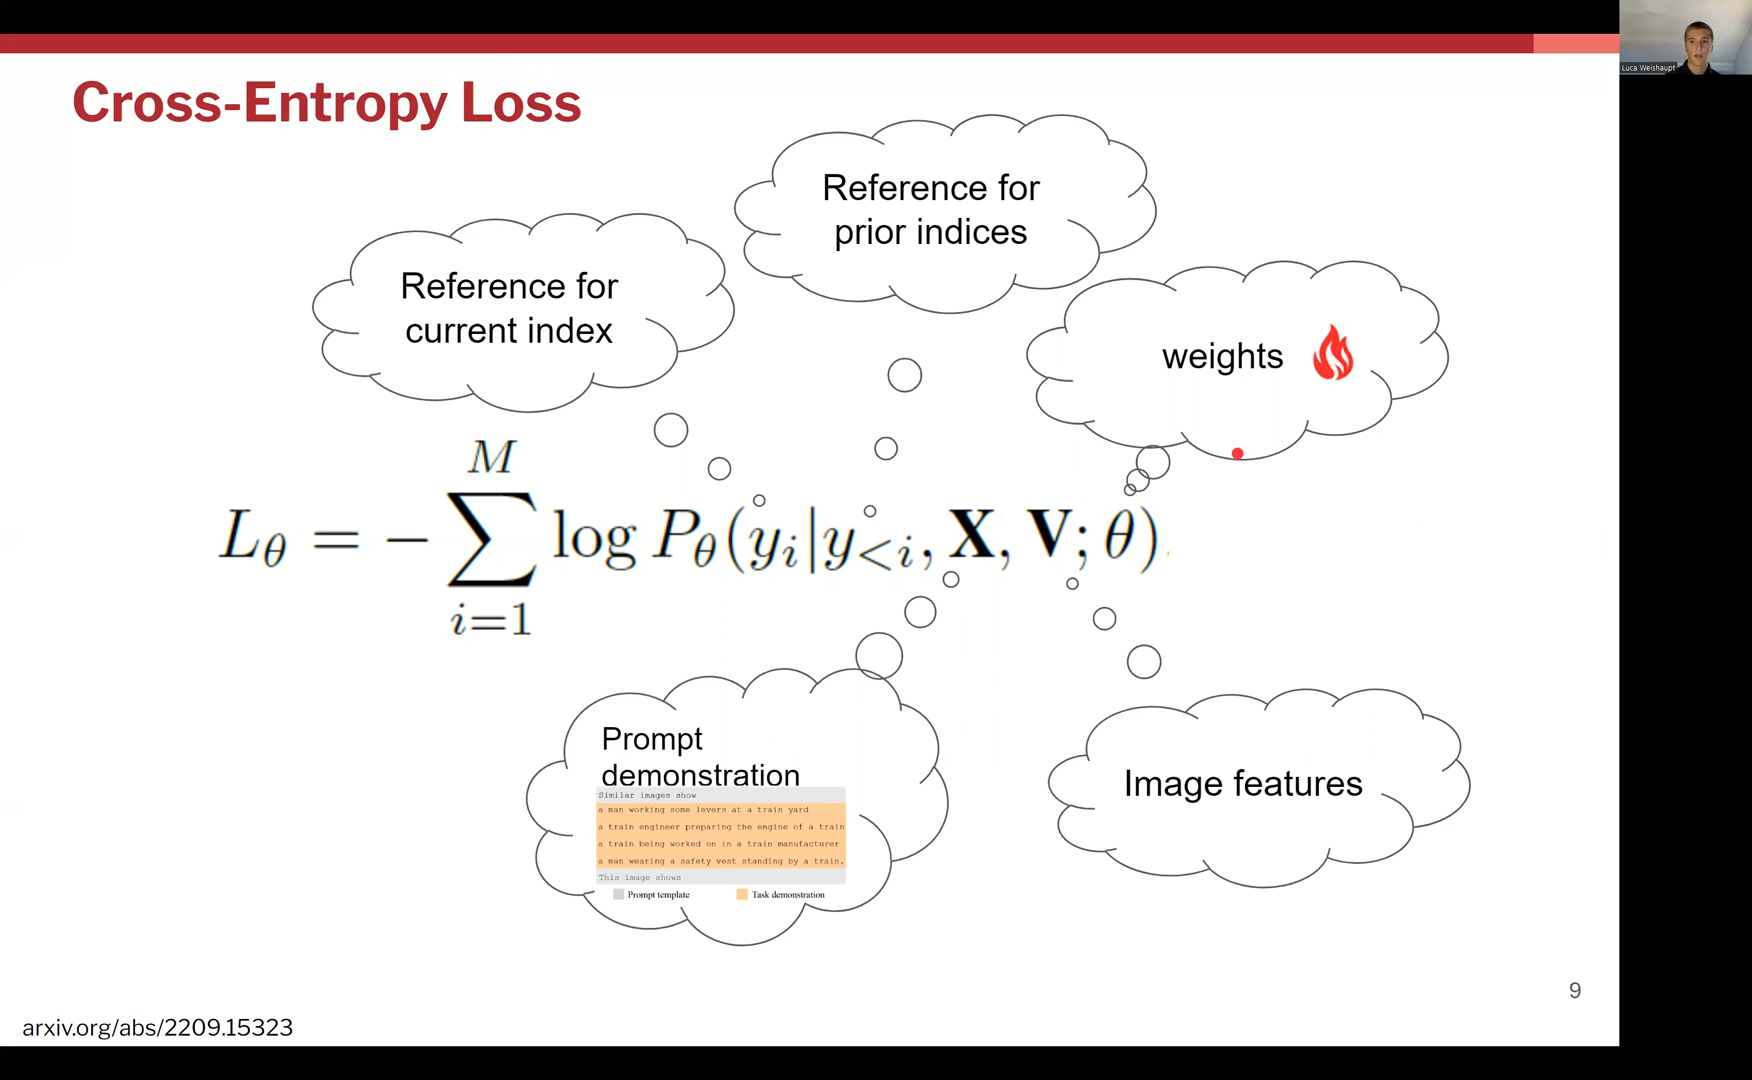 Luca Weishaupt
Cross-Entropy Loss
Reference for
prior indices
Reference for
current index
weights
L_θ = − \sum_{i=1}^{M} log P_θ(y_i|y_{<i}, X, V; θ).
Prompt
demonstration
Similar images show
a man working some levers at a train yard
a train engineer preparing the engine of a train
a train being worked on in a train manufacturer
a man wearing a safety vest standing by a train.
This image shows
Prompt template Task demonstration
Image features
9
arxiv.org/abs/2209.15323